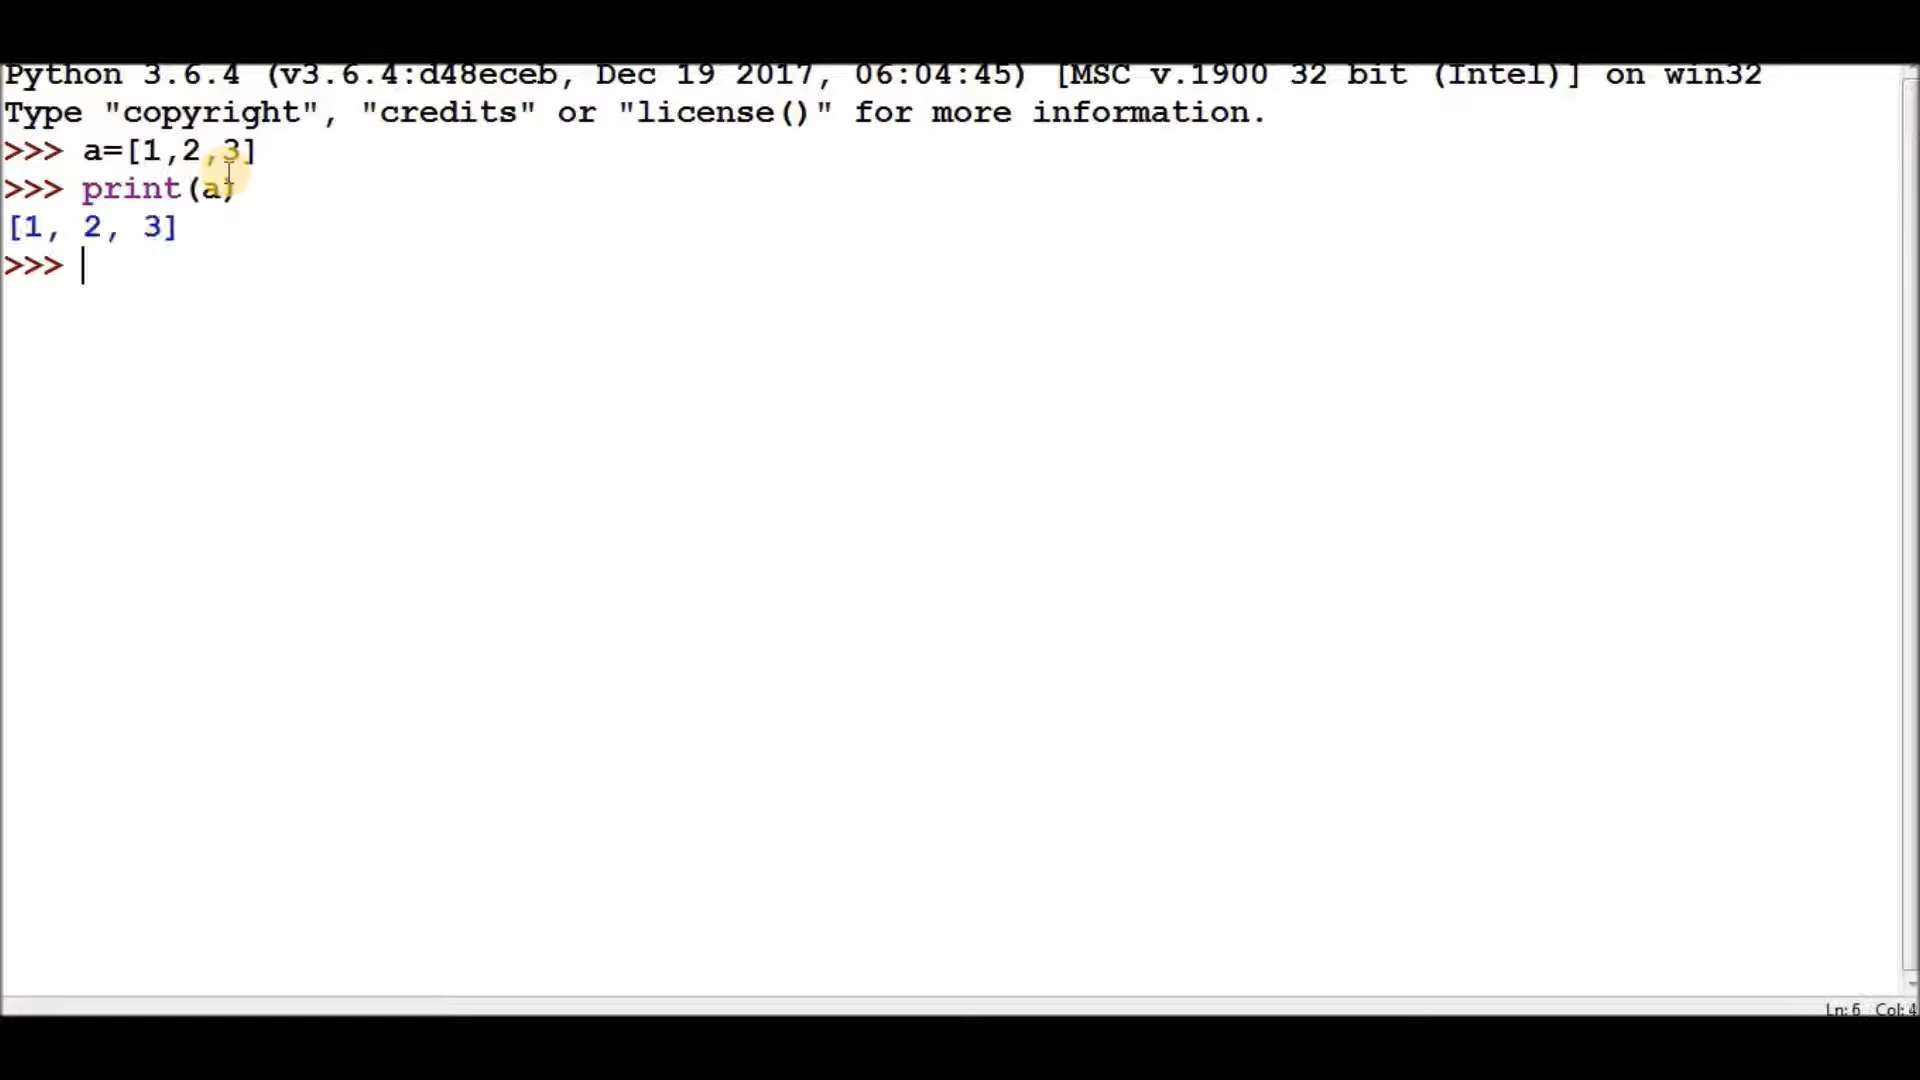 Python 3.6.4 (v3.6.4:d48eceb, Dec 19 2017, 06:04:45) [MSC v.1900 32 bit (Intel)] on win32
Type "copyright", "credits" or "license()" for more information.
>>> a=[1,2,3]
>>> print(a)
[1, 2, 3]
>>>
Ln: 6 Col: 4